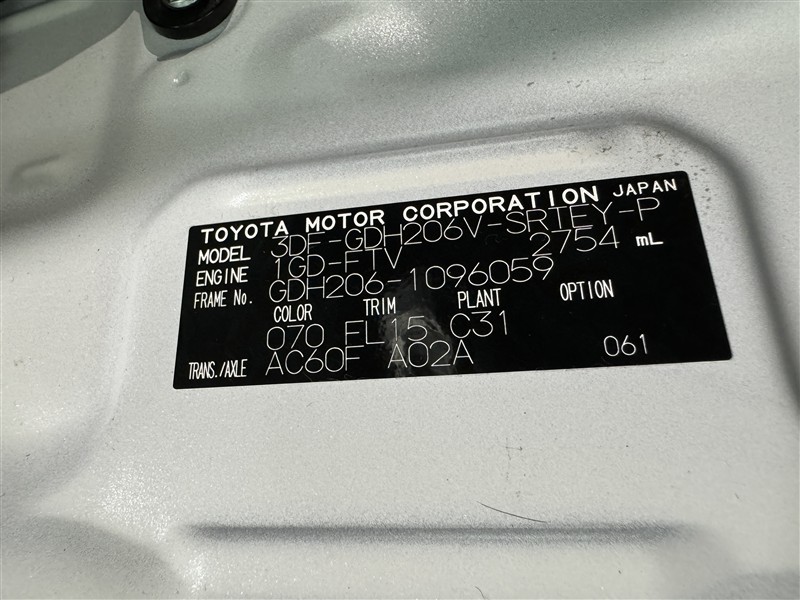 TOYOTA MOTOR CORPORATION JAPAN
MODEL 3DF-GDH206V-SRTEY-P
ENGINE 1GD-FTV 2754 mL
FRAME No. GDH206-1096059
COLOR TRIM PLANT OPTION
070 EL15 C31
TRANS./AXLE AC60F A02A 061